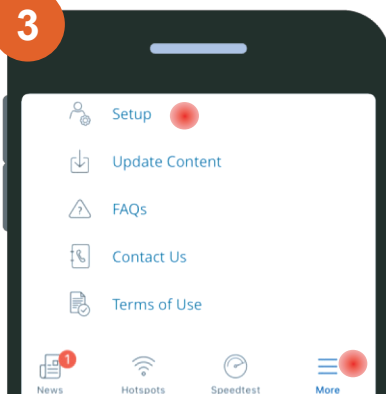 3
Setup
Update Content
FAQs
Contact Us
Terms of Use
1
News Hotspots Speedtest More